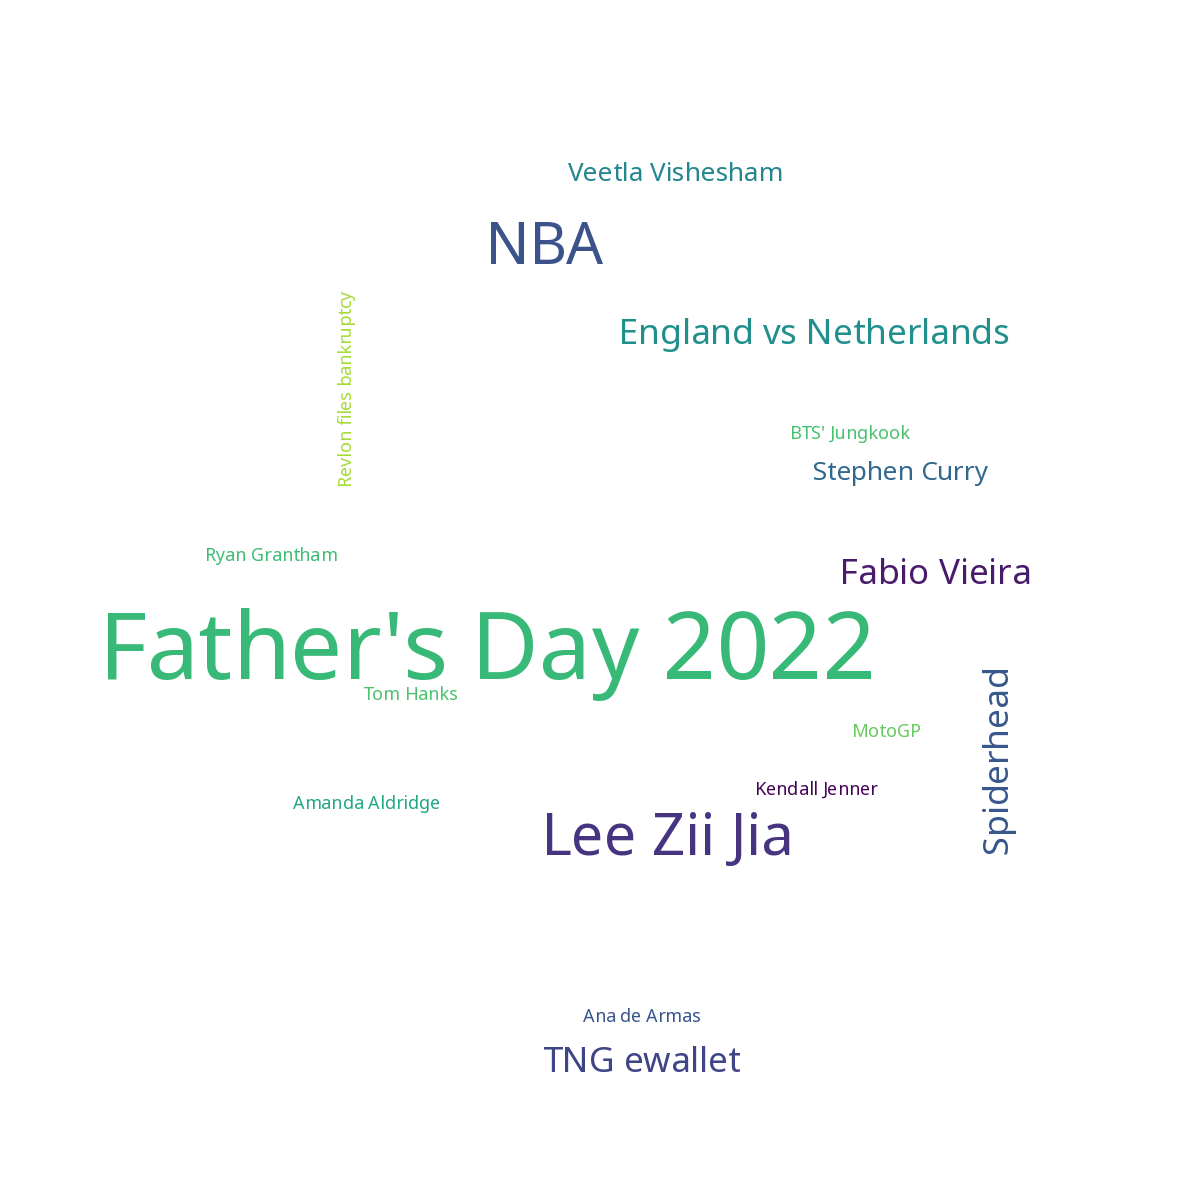 Veetla Vishesham
NBA
Revlon files bankruptcy
England vs Netherlands
BTS' Jungkook
Stephen Curry
Ryan Grantham
Fabio Vieira
Father's Day 2022
Tom Hanks
Spiderhead
MotoGP
Kendall Jenner
Amanda Aldridge
Lee Zii Jia
Ana de Armas
TNG ewallet